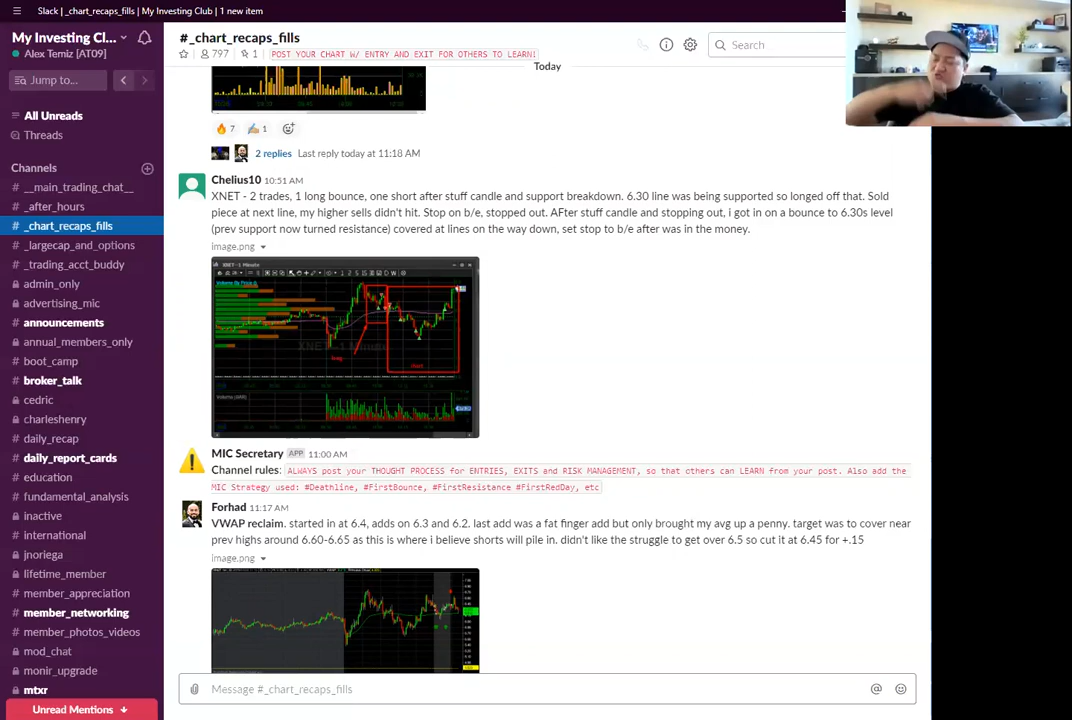 Slack | _chart_recaps_fills | My Investing Club | 1 new item
My Investing Cl...
Alex Temiz [AT09]
Jump to...
All Unreads
Threads
Channels
__main_trading_chat__
_after_hours
_chart_recaps_fills
_largecap_and_options
_trading_acct_buddy
admin_only
advertising_mic
announcements
annual_members_only
boot_camp
broker_talk
cedric
charleshenry
daily_recap
daily_report_cards
education
fundamental_analysis
inactive
international
jnoriega
lifetime_member
member_appreciation
member_networking
member_photos_videos
mod_chat
monir_upgrade
mtxr
Unread Mentions
#_chart_recaps_fills
797
1
POST YOUR CHART W/ ENTRY AND EXIT FOR OTHERS TO LEARN!
Search
Today
7
1
2 replies Last reply today at 11:18 AM
Chelius10 10:51 AM
XNET - 2 trades, 1 long bounce, one short after stuff candle and support breakdown. 6.30 line was being supported so longed off that. Sold
piece at next line, my higher sells didn't hit. Stop on b/e, stopped out. AFter stuff candle and stopping out, i got in on a bounce to 6.30s level
(prev support now turned resistance) covered at lines on the way down, set stop to b/e after was in the money.
image.png
XNET-1 Minute
MIC Secretary APP 11:00 AM
Channel rules: ALWAYS post your THOUGHT PROCESS for ENTRIES, EXITS and RISK MANAGEMENT, so that others can LEARN from your post. Also add the
MIC Strategy used: #Deathline, #FirstBounce, #FirstResistance #FirstRedDay, etc
Forhad 11:17 AM
VWAP reclaim. started in at 6.4, adds on 6.3 and 6.2. last add was a fat finger add but only brought my avg up a penny. target was to cover near
prev highs around 6.60-6.65 as this is where i believe shorts will pile in. didn't like the struggle to get over 6.5 so cut it at 6.45 for +.15
image.png
Message #_chart_recaps_fills